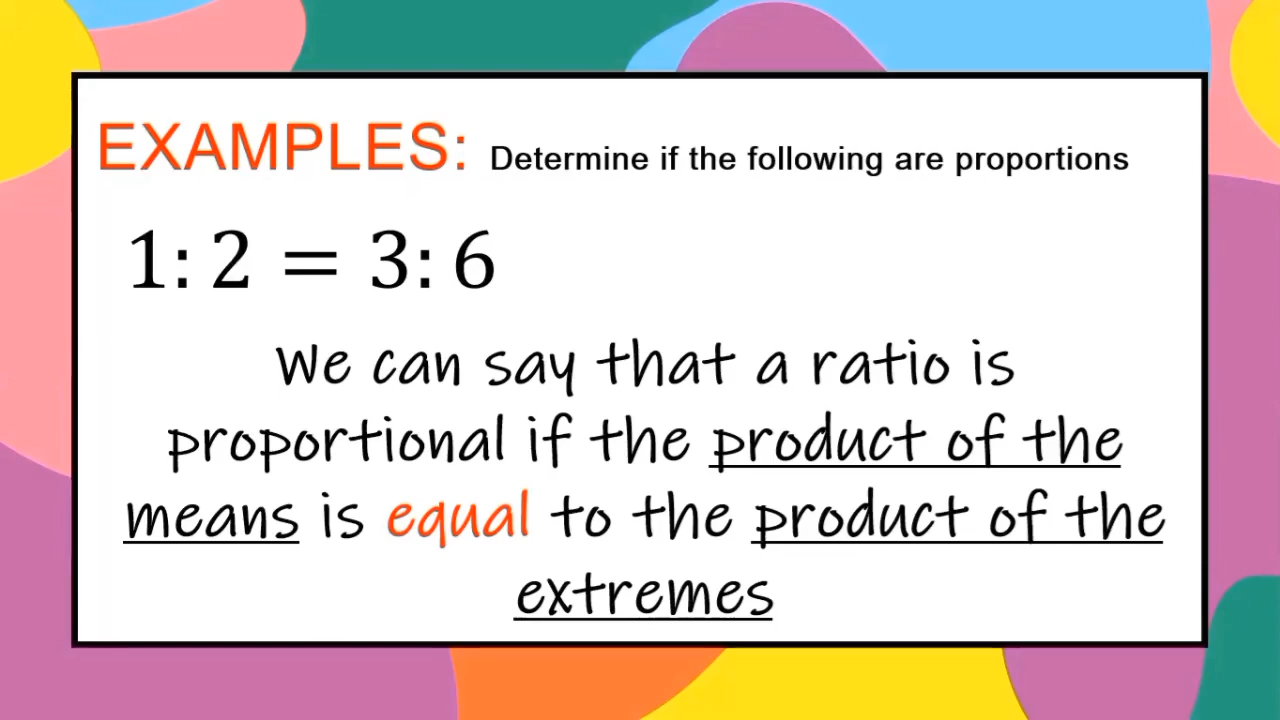 EXAMPLES: Determine if the following are proportions
1: 2 = 3: 6
We can say that a ratio is
proportional if the product of the
means is equal to the product of the
extremes